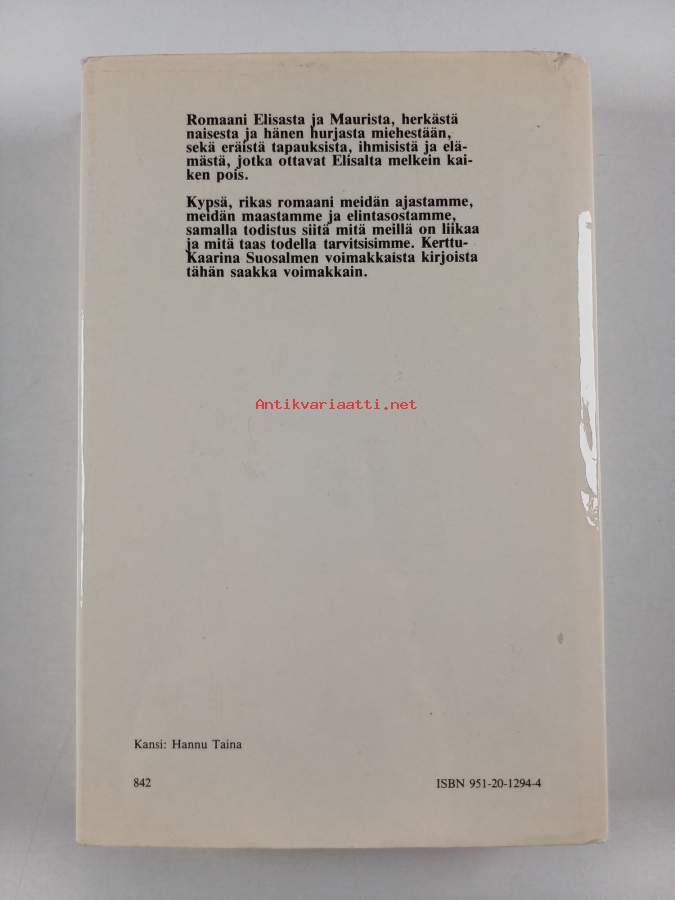 Romaani Elisasta ja Maurista, herkästä
naisesta ja hänen hurjasta miehestään,
sekä eräistä tapauksista, ihmisistä ja elä-
mästä, jotka ottavat Elisalta melkein kai-
ken pois.
Kypsä, rikas romaani meidän ajastamme,
meidän maastamme ja elintasostamme,
samalla todistus siitä mitä meillä on liikaa
ja mitä taas todella tarvitsisimme. Kerttu-
Kaarina Suosalmen voimakkaista kirjoista
tähän saakka voimakkain.
Antikvariaatti.net
Kansi: Hannu Taina
842
ISBN 951-20-1294-4